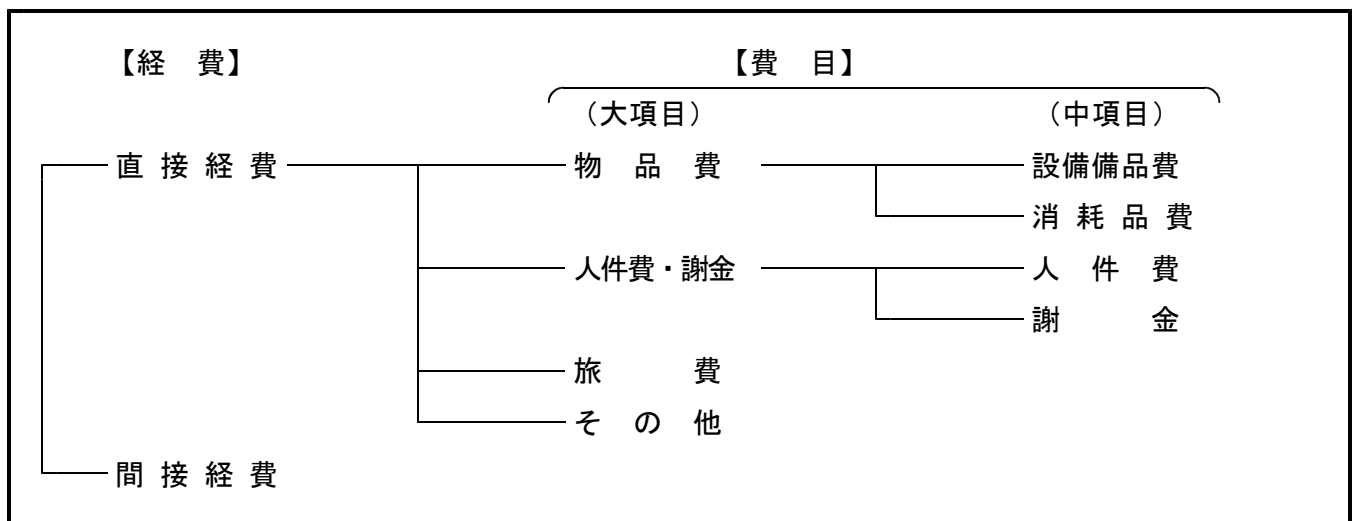 【経　費】　【費　目】
（大項目）　（中項目）
直接経費　物品費　設備備品費
消耗品費
人件費・謝金　人件費
謝金
旅費
その他
間接経費